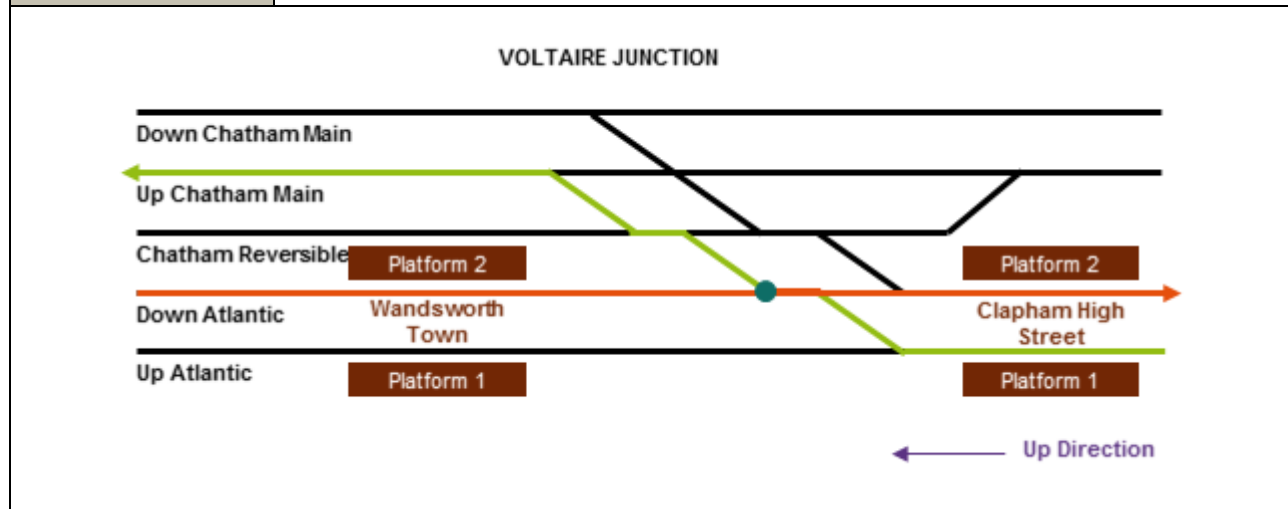 VOLTAIRE JUNCTION
Down Chatham Main
Up Chatham Main
Chatham Reversible
Platform 2
Platform 2
Down Atlantic
Wandsworth
Town
Clapham High
Street
Up Atlantic
Platform 1
Platform 1
Up Direction